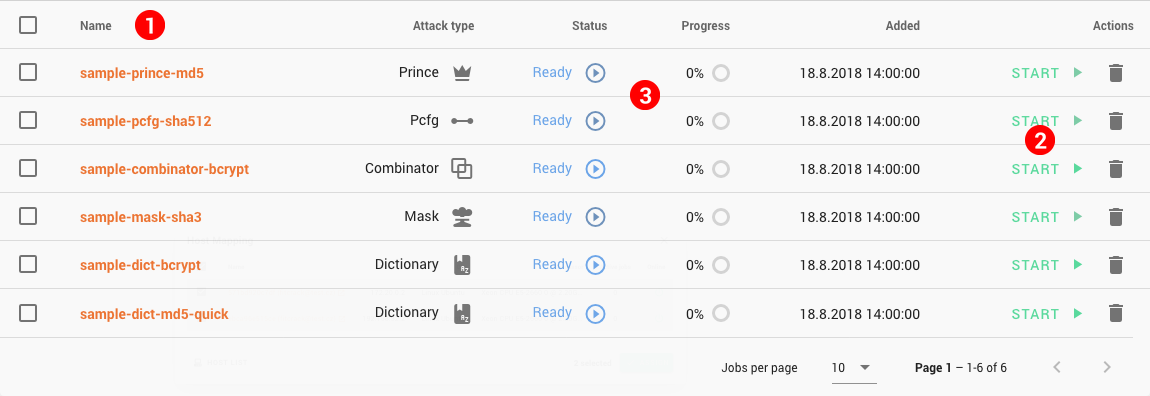 Name 1 Attack type Status Progress Added Actions
sample-prince-md5 Prince Ready 0% 18.8.2018 14:00:00 START
3
sample-pcfg-sha512 Pcfg Ready 0% 18.8.2018 14:00:00 START
2
sample-combinator-bcrypt Combinator Ready 0% 18.8.2018 14:00:00 START
sample-mask-sha3 Mask Ready 0% 18.8.2018 14:00:00 START
sample-dict-bcrypt Dictionary Ready 0% 18.8.2018 14:00:00 START
sample-dict-md5-quick Dictionary Ready 0% 18.8.2018 14:00:00 START
Jobs per page 10 Page 1 – 1-6 of 6